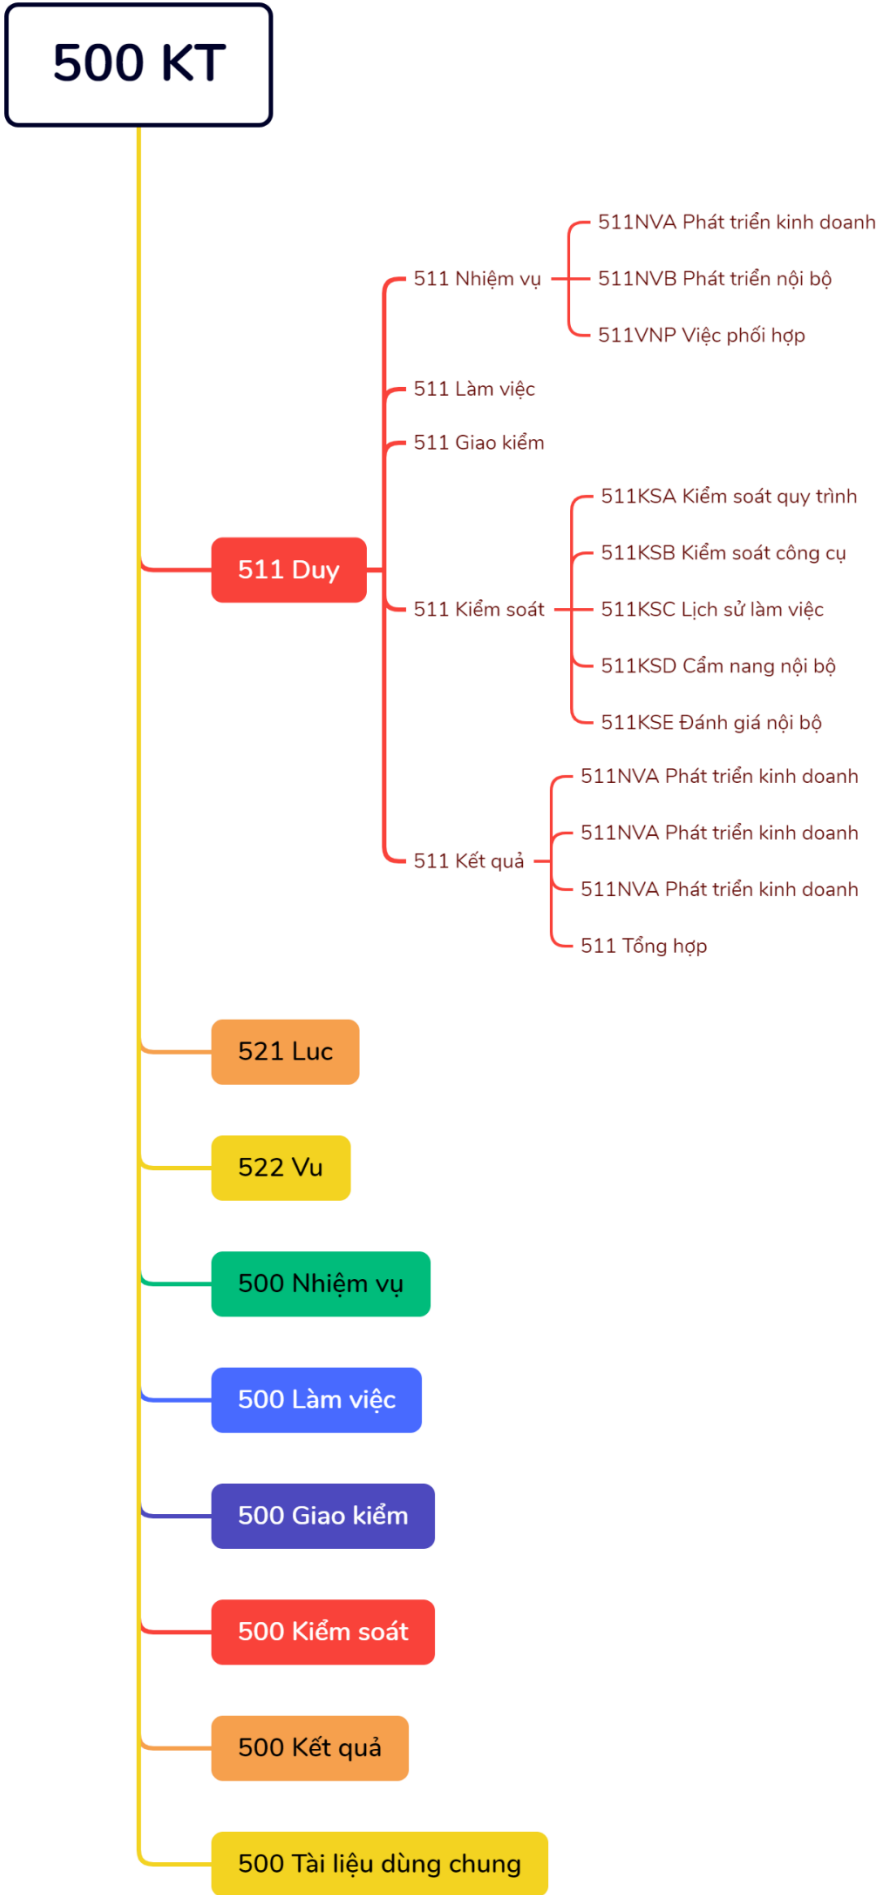 500 KT
511NVA Phát triển kinh doanh
511 Nhiệm vụ
511NVB Phát triển nội bộ
511VNP Việc phối hợp
511 Làm việc
511 Giao kiểm
511KSA Kiểm soát quy trình
511KSB Kiểm soát công cụ
511 Duy
511 Kiểm soát
511KSC Lịch sử làm việc
511KSD Cẩm nang nội bộ
511KSE Đánh giá nội bộ
511NVA Phát triển kinh doanh
511NVA Phát triển kinh doanh
511 Kết quả
511NVA Phát triển kinh doanh
511 Tổng hợp
521 Luc
522 Vu
500 Nhiệm vụ
500 Làm việc
500 Giao kiểm
500 Kiểm soát
500 Kết quả
500 Tài liệu dùng chung